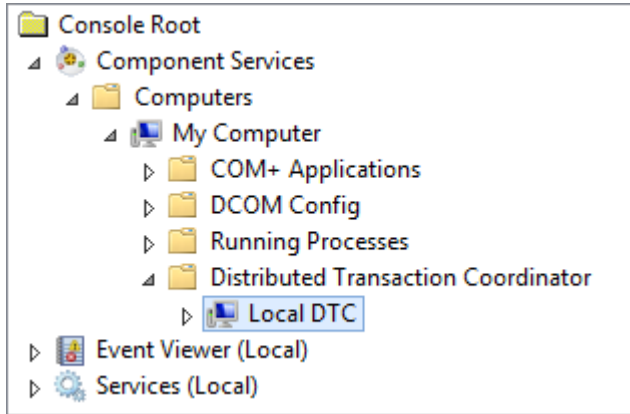 Console Root
Component Services
Computers
My Computer
COM+ Applications
DCOM Config
Running Processes
Distributed Transaction Coordinator
Local DTC
Event Viewer (Local)
Services (Local)